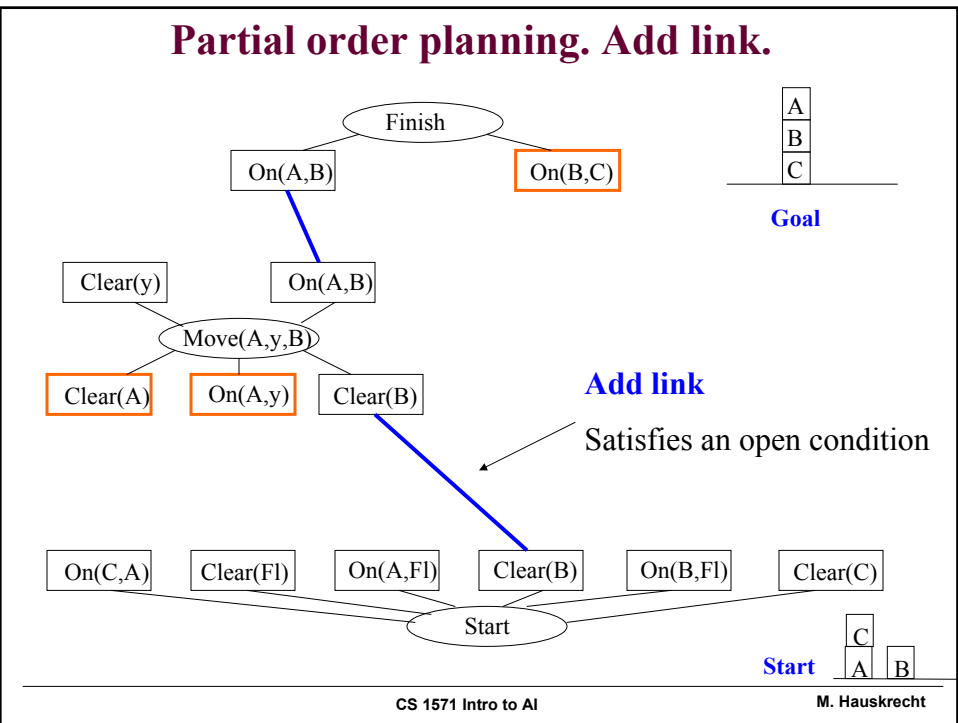 Partial order planning. Add link.
Finish
On(A,B)
On(B,C)
A
B
C
Goal
Clear(y)
On(A,B)
Move(A,y,B)
Clear(A)
On(A,y)
Clear(B)
Add link
Satisfies an open condition
On(C,A)
Clear(Fl)
On(A,Fl)
Clear(B)
On(B,Fl)
Clear(C)
Start
C
Start
A
B
CS 1571 Intro to AI
M. Hauskrecht